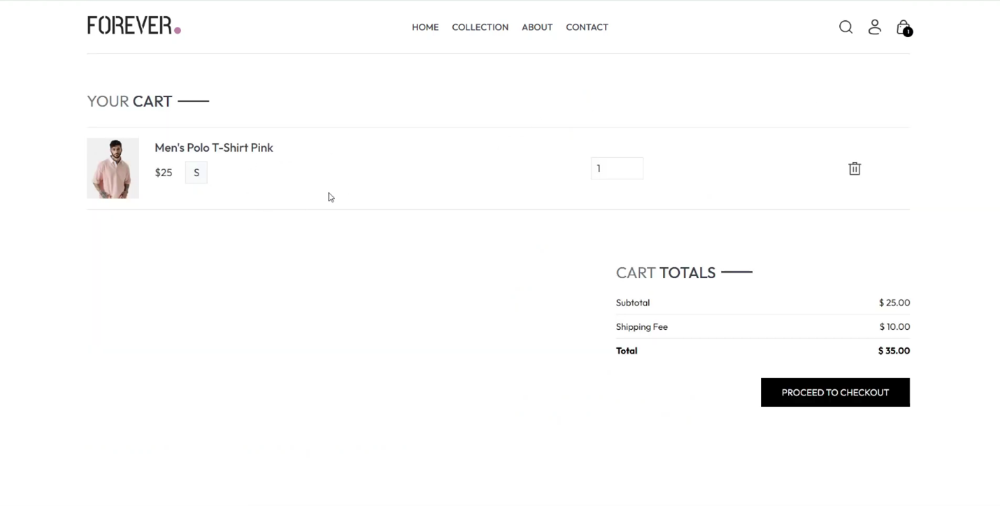 FOREVER.
HOME COLLECTION ABOUT CONTACT
1
YOUR CART
Men's Polo T-Shirt Pink
$25 S
1
CART TOTALS
Subtotal $ 25.00
Shipping Fee $ 10.00
Total $ 35.00
PROCEED TO CHECKOUT